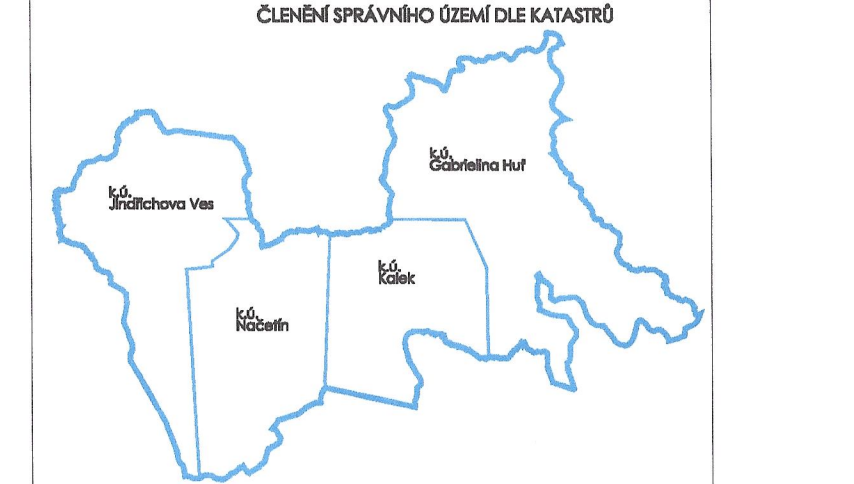 ČLENĚNÍ SPRÁVNÍHO ÚZEMÍ DLE KATASTRŮ
k.ú.
Gabrielina Huť
k.ú.
Jindřichova Ves
k.ú.
Kalek
k.ú.
Načetín